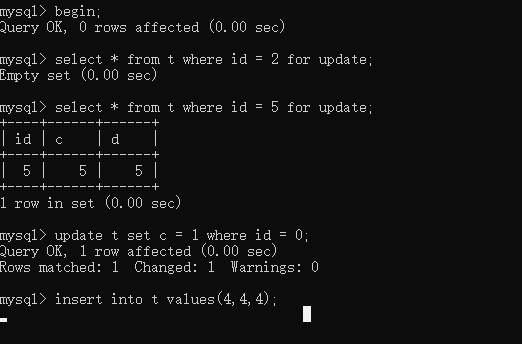 mysql> begin;
Query OK, 0 rows affected (0.00 sec)
mysql> select * from t where id = 2 for update;
Empty set (0.00 sec)
mysql> select * from t where id = 5 for update;
+----+------+------+
| id | c    | d    |
+----+------+------+
|  5 |    5 |    5 |
+----+------+------+
1 row in set (0.00 sec)
mysql> update t set c = 1 where id = 0;
Query OK, 1 row affected (0.00 sec)
Rows matched: 1  Changed: 1  Warnings: 0
mysql> insert into t values(4,4,4);